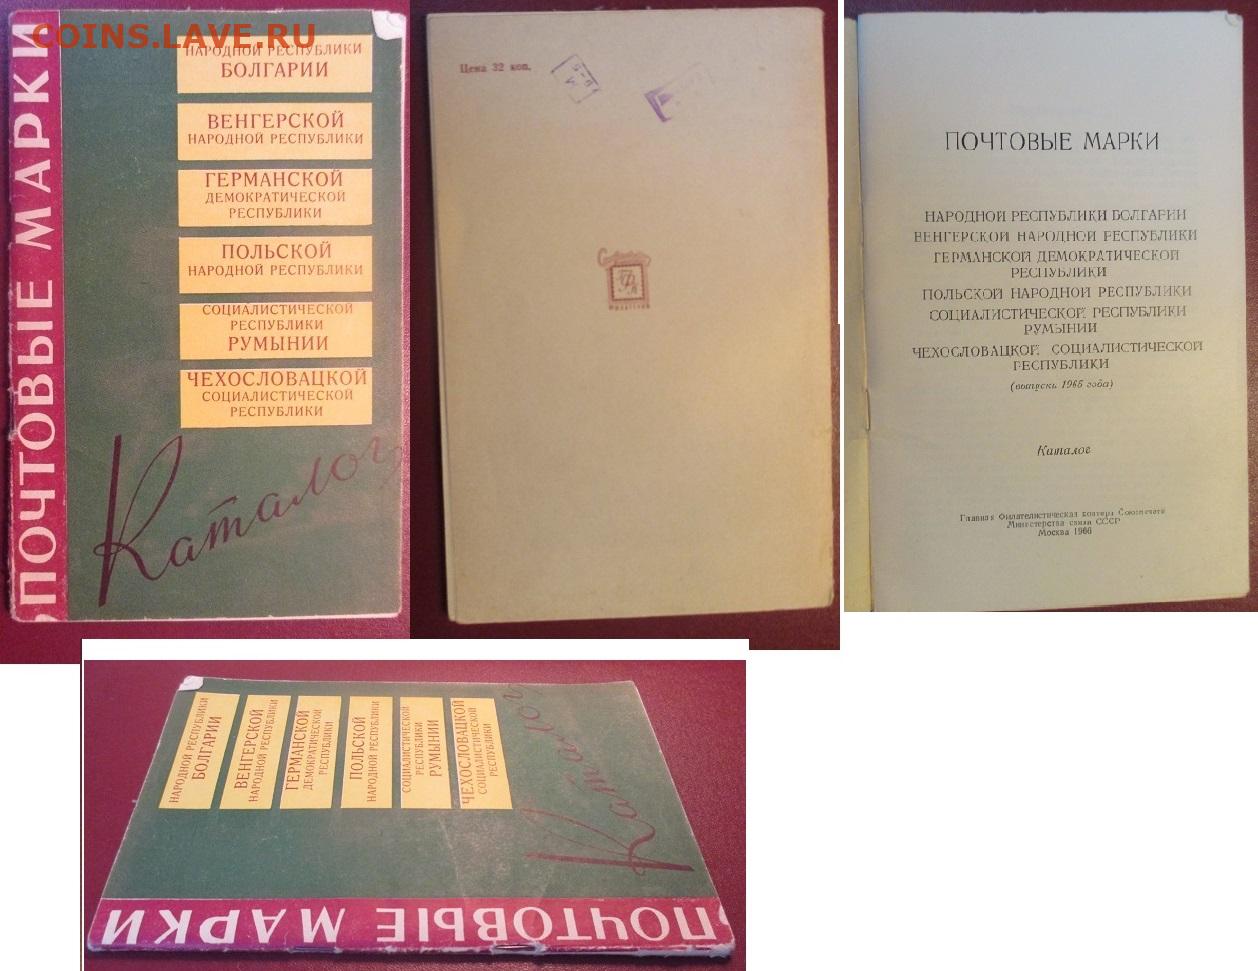 COINS.LAVE.RU
ПОЧТОВЫЕ МАРКИ
НАРОДНОЙ РЕСПУБЛИКИ
БОЛГАРИИ
ВЕНГЕРСКОЙ
НАРОДНОЙ РЕСПУБЛИКИ
ГЕРМАНСКОЙ
ДЕМОКРАТИЧЕСКОЙ
РЕСПУБЛИКИ
ПОЛЬСКОЙ
НАРОДНОЙ РЕСПУБЛИКИ
СОЦИАЛИСТИЧЕСКОЙ
РЕСПУБЛИКИ
РУМЫНИИ
ЧЕХОСЛОВАЦКОЙ
СОЦИАЛИСТИЧЕСКОЙ
РЕСПУБЛИКИ
Каталог
Цена 32 коп.
ПОЧТОВЫЕ МАРКИ
НАРОДНОЙ РЕСПУБЛИКИ БОЛГАРИИ
ВЕНГЕРСКОЙ НАРОДНОЙ РЕСПУБЛИКИ
ГЕРМАНСКОЙ ДЕМОКРАТИЧЕСКОЙ
РЕСПУБЛИКИ
ПОЛЬСКОЙ НАРОДНОЙ РЕСПУБЛИКИ
СОЦИАЛИСТИЧЕСКОЙ РЕСПУБЛИКИ
РУМЫНИИ
ЧЕХОСЛОВАЦКОЙ СОЦИАЛИСТИЧЕСКОЙ
РЕСПУБЛИКИ
(выпуски 1965 года)
Каталог
Главная Филателистическая контора Союзпечати
Министерства связи СССР
Москва 1966
НАРОДНОЙ РЕСПУБЛИКИ
БОЛГАРИИ
ВЕНГЕРСКОЙ
НАРОДНОЙ РЕСПУБЛИКИ
ГЕРМАНСКОЙ
ДЕМОКРАТИЧЕСКОЙ
РЕСПУБЛИКИ
ПОЛЬСКОЙ
НАРОДНОЙ РЕСПУБЛИКИ
СОЦИАЛИСТИЧЕСКОЙ
РЕСПУБЛИКИ
РУМЫНИИ
ЧЕХОСЛОВАЦКОЙ
СОЦИАЛИСТИЧЕСКОЙ
РЕСПУБЛИКИ
Каталог
ПОЧТОВЫЕ МАРКИ